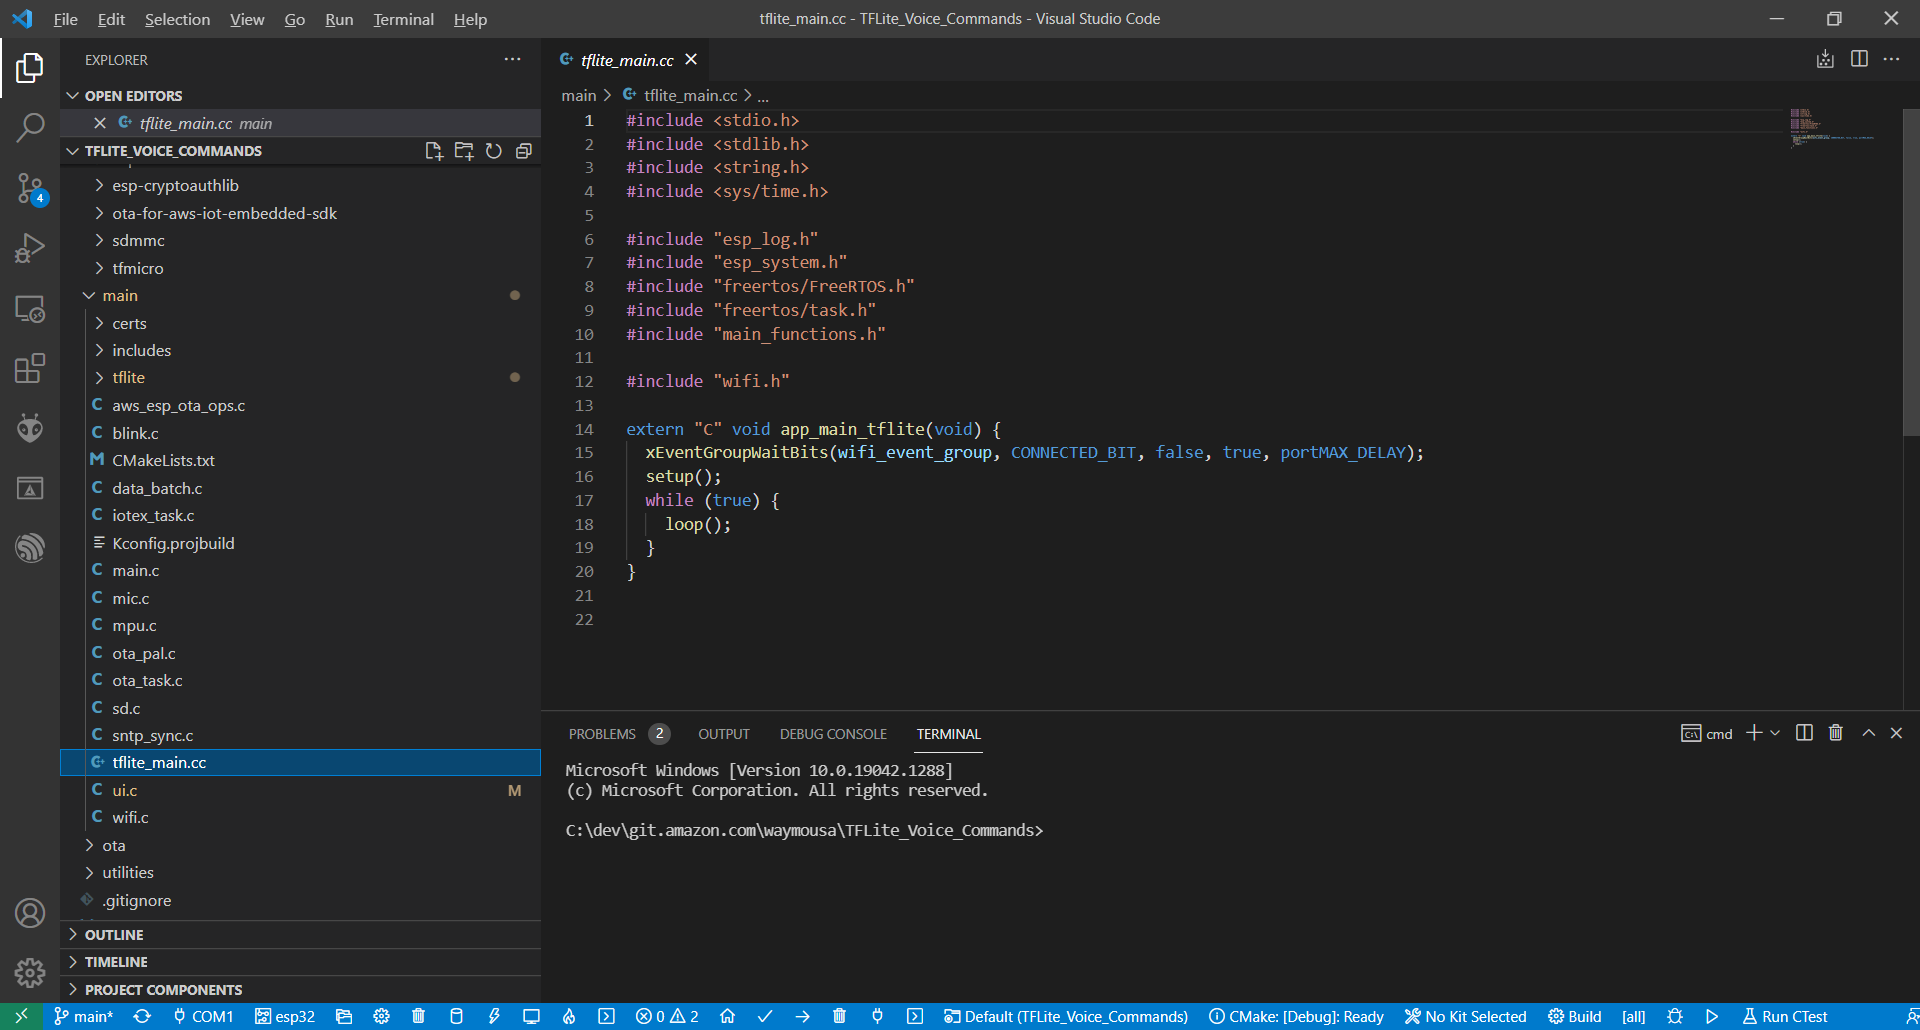 File Edit Selection View Go Run Terminal Help
tflite_main.cc - TFLite_Voice_Commands - Visual Studio Code
EXPLORER
OPEN EDITORS
tflite_main.cc main
TFLITE_VOICE_COMMANDS
esp-cryptoauthlib
ota-for-aws-iot-embedded-sdk
sdmmc
tfmicro
main
certs
includes
tflite
aws_esp_ota_ops.c
blink.c
CMakeLists.txt
data_batch.c
iotex_task.c
Kconfig.projbuild
main.c
mic.c
mpu.c
ota_pal.c
ota_task.c
sd.c
sntp_sync.c
tflite_main.cc
ui.c M
wifi.c
ota
utilities
.gitignore
OUTLINE
TIMELINE
PROJECT COMPONENTS
4
tflite_main.cc
main > tflite_main.cc > ...
1 #include <stdio.h>
2 #include <stdlib.h>
3 #include <string.h>
4 #include <sys/time.h>
5
6 #include "esp_log.h"
7 #include "esp_system.h"
8 #include "freertos/FreeRTOS.h"
9 #include "freertos/task.h"
10 #include "main_functions.h"
11
12 #include "wifi.h"
13
14 extern "C" void app_main_tflite(void) {
15 xEventGroupWaitBits(wifi_event_group, CONNECTED_BIT, false, true, portMAX_DELAY);
16 setup();
17 while (true) {
18 loop();
19 }
20 }
21
22
PROBLEMS 2 OUTPUT DEBUG CONSOLE TERMINAL
cmd
Microsoft Windows [Version 10.0.19042.1288]
(c) Microsoft Corporation. All rights reserved.
C:\dev\git.amazon.com\waymousa\TFLite_Voice_Commands>
main* COM1 esp32 0 2 Default (TFLite_Voice_Commands) CMake: [Debug]: Ready No Kit Selected Build [all] Run CTest